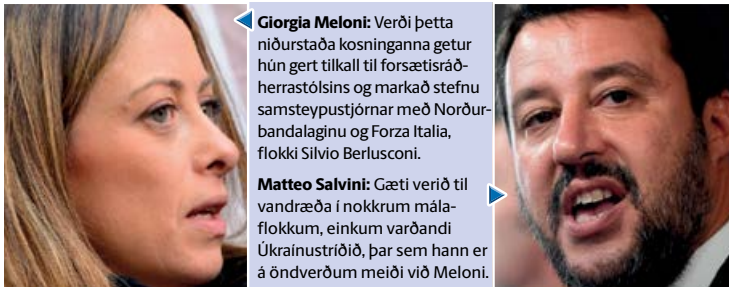 Giorgia Meloni: Verði þetta
niðurstaða kosninganna getur
hún gert tilkall til forsætisráð-
herrastólsins og markað stefnu
samsteypustjórnar með Norður-
bandalaginu og Forza Italia,
flokki Silvio Berlusconi.
Matteo Salvini: Gæti verið til
vandræða í nokkrum mála-
flokkum, einkum varðandi
Úkraínustríðið, þar sem hann er
á öndverðum meiði við Meloni.